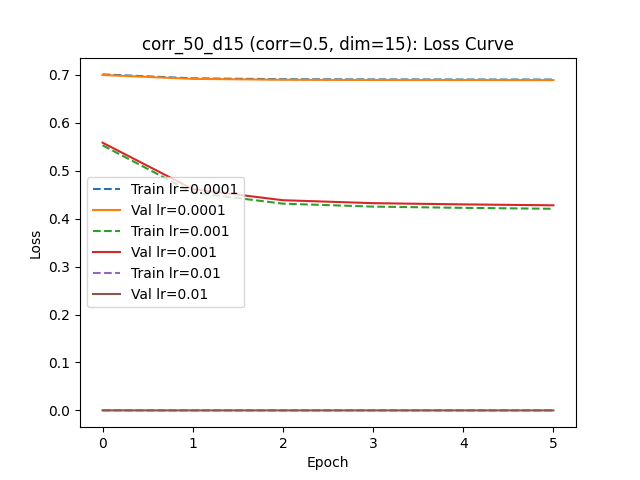 corr_50_d15 (corr=0.5, dim=15): Loss Curve
0.7
0.6
0.5
0.4
0.3
0.2
0.1
0.0
Loss
Train lr=0.0001
Val lr=0.0001
Train lr=0.001
Val lr=0.001
Train lr=0.01
Val lr=0.01
0 1 2 3 4 5
Epoch